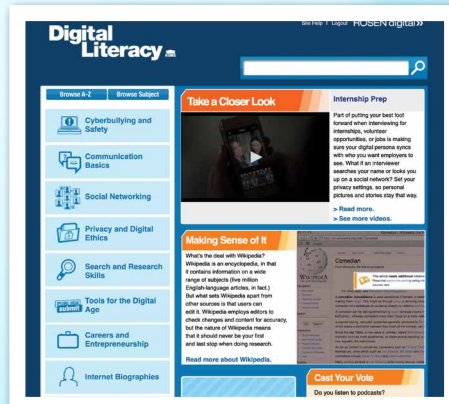 Site Help | Logout ROSEN digital»
Digital
Literacy
Browse A-Z Browse Subject
Cyberbullying and
Safety
Communication
Basics
Social Networking
Privacy and Digital
Ethics
Search and Research
Skills
Tools for the Digital
Age
Careers and
Entrepreneurship
Internet Biographies
Take a Closer Look
Internship Prep
Part of putting your best foot
forward when interviewing for
internships, volunteer
opportunities, or jobs is making
sure your digital persona syncs
with who you want employers to
see. What if an interviewer
searches your name or looks you
up on a social network? Set your
privacy settings, so personal
pictures and stories stay that way.
> Read more.
> See more videos.
Making Sense of It
What's the deal with Wikipedia?
Wikipedia is an encyclopedia, in that
it contains information on a wide
range of subjects (five million
English-language articles, in fact.)
But what sets Wikipedia apart from
other sources is that users can
edit it. Wikipedia employs editors to
check changes and content for accuracy,
but the nature of Wikipedia means
that it should never be your first
and last stop when doing research.
Read more about Wikipedia.
Comedian
WIKIPEDIA
Cast Your Vote
Do you listen to podcasts?